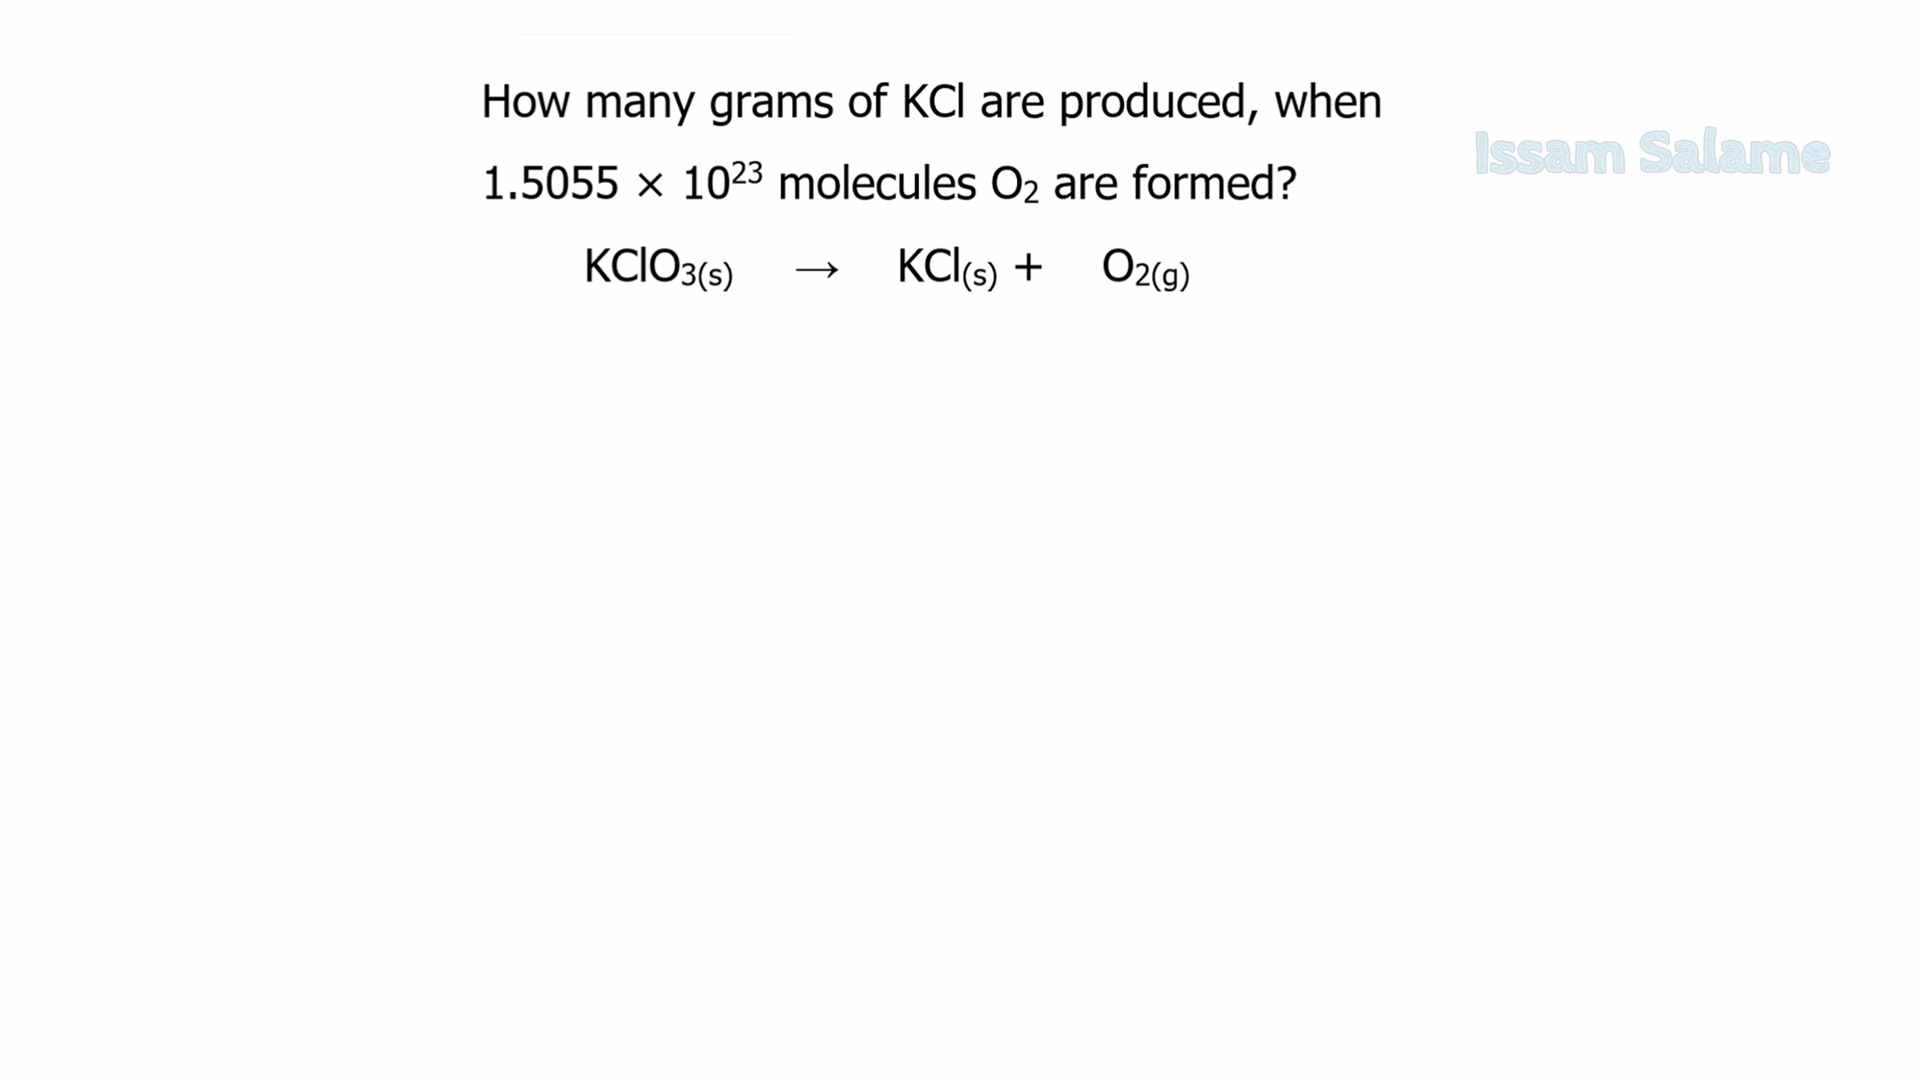 How many grams of KCl are produced, when
Issam Salame
1.5055 × 10²³ molecules O₂ are formed?
KClO₃₍s₎ → KCl₍s₎ + O₂₍g₎